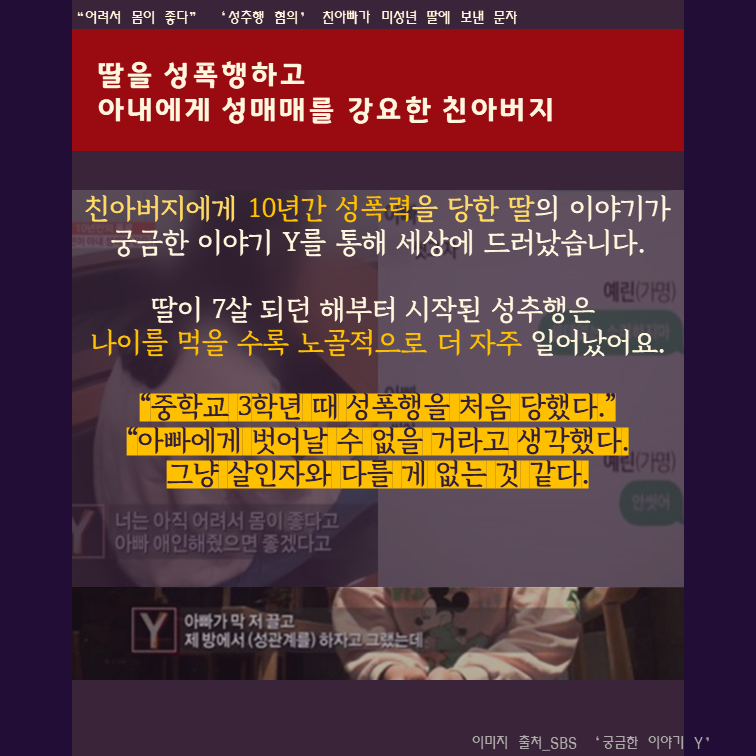 “어려서 몸이 좋다” ‘성추행 혐의’ 친아빠가 미성년 딸에 보낸 문자
딸을 성폭행하고
아내에게 성매매를 강요한 친아버지
친아버지에게 10년간 성폭력을 당한 딸의 이야기가
궁금한 이야기 Y를 통해 세상에 드러났습니다.
예린(가명)
딸이 7살 되던 해부터 시작된 성추행은
나이를 먹을 수록 노골적으로 더 자주 일어났어요.
“중학교 3학년 때 성폭행을 처음 당했다.”
“아빠에게 벗어날 수 없을 거라고 생각했다.
예린(가명)
그냥 살인자와 다를 게 없는 것 같다.
안씻어
Y 너는 아직 어려서 몸이 좋다고
아빠 애인해줬으면 좋겠다고
Y 아빠가 막 저 끌고
제 방에서 (성관계를) 하자고 그랬는데
이미지 출처_SBS ‘궁금한 이야기 Y’